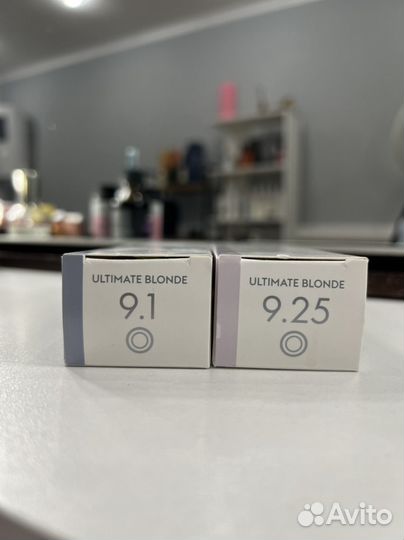 ULTIMATE BLONDE
9.1
ULTIMATE BLONDE
9.25
Avito